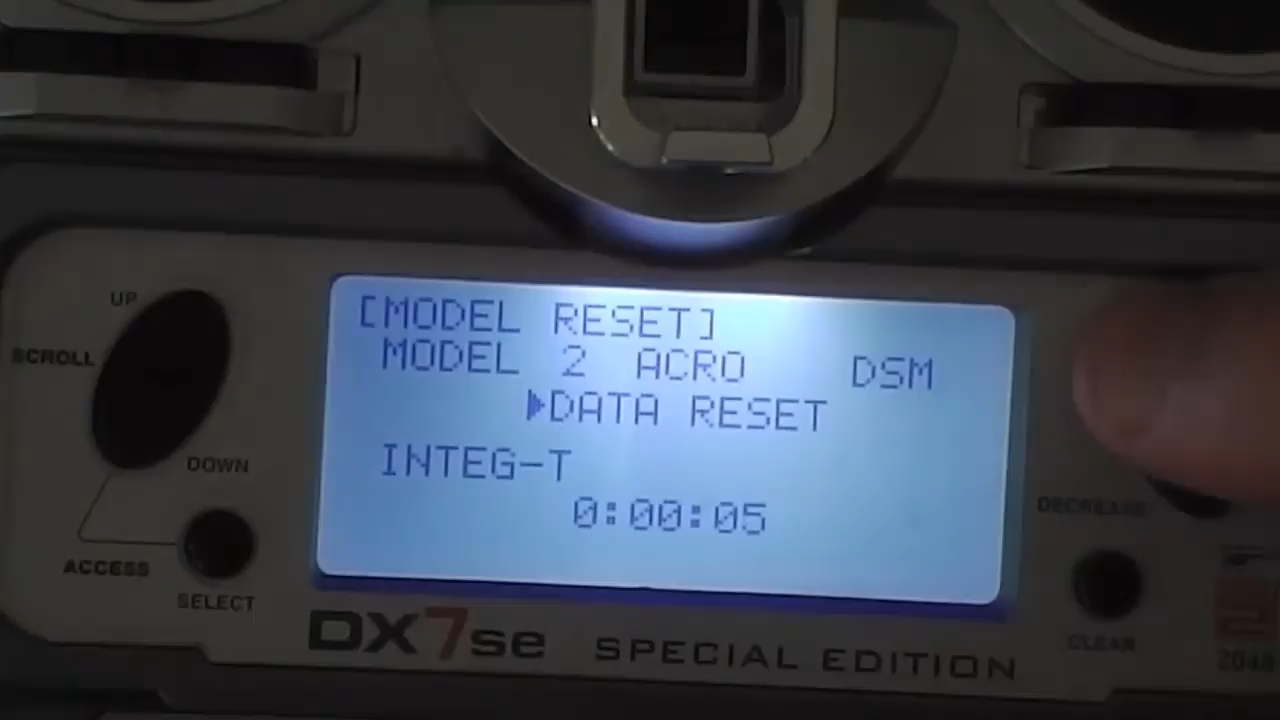 [MODEL RESET]
MODEL 2 ACRO DSM
▶DATA RESET
INTEG-T
0:00:05
UP
SCROLL
DOWN
ACCESS
SELECT
DECREASE
CLEAR
DX7se SPECIAL EDITION